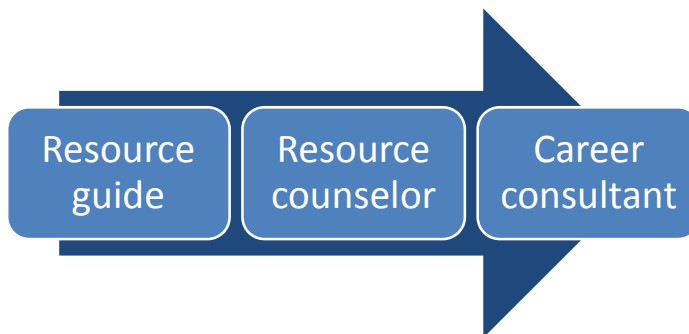 Resource
guide
Resource
counselor
Career
consultant